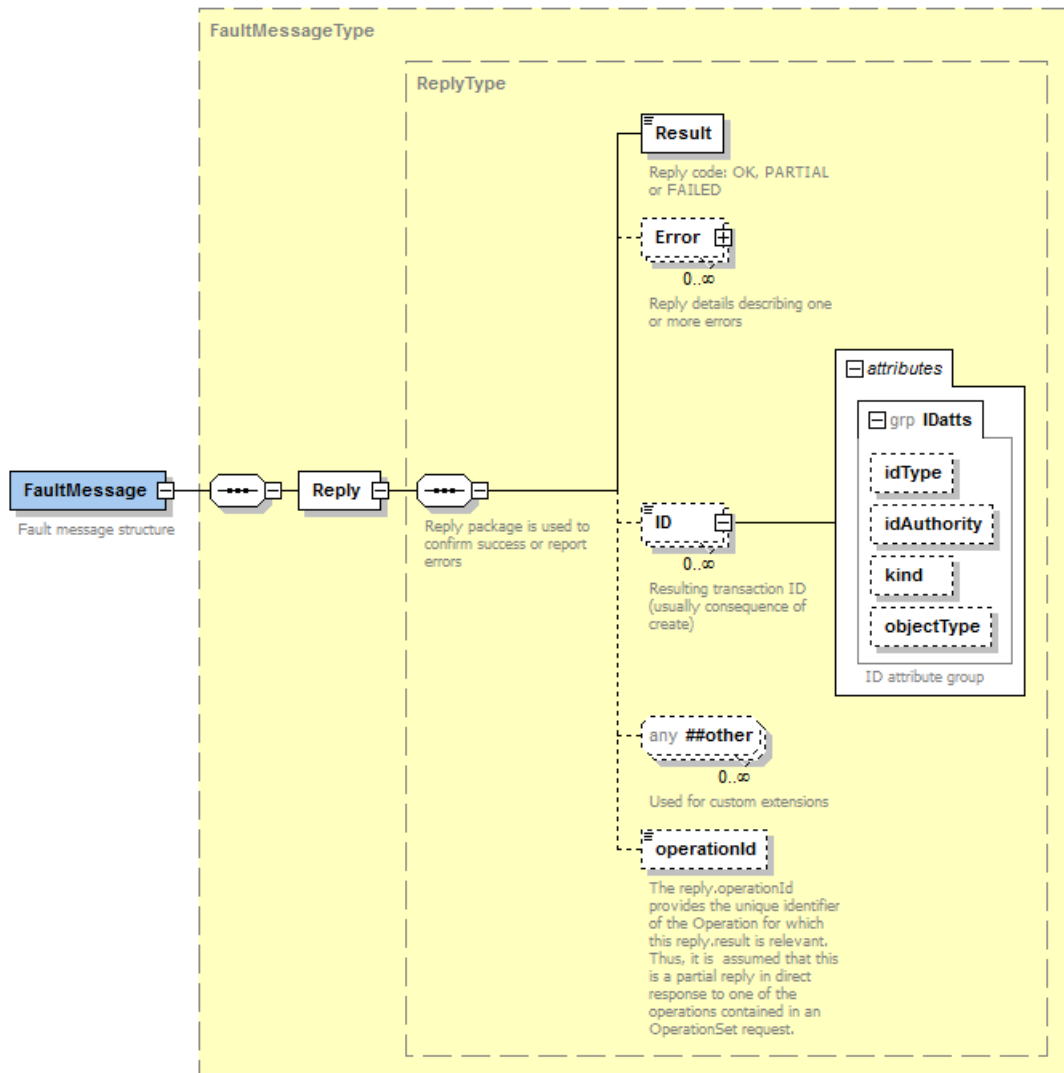 FaultMessageType
ReplyType
Result
Reply code: OK, PARTIAL
or FAILED
Error
0..∞
Reply details describing one
or more errors
attributes
grp IDatts
idType
idAuthority
kind
objectType
ID attribute group
FaultMessage
Fault message structure
Reply
Reply package is used to
confirm success or report
errors
ID
0..∞
Resulting transaction ID
(usually consequence of
create)
any ##other
0..∞
Used for custom extensions
operationId
The reply.operationId
provides the unique identifier
of the Operation for which
this reply.result is relevant.
Thus, it is  assumed that this
is a partial reply in direct
response to one of the
operations contained in an
OperationSet request.